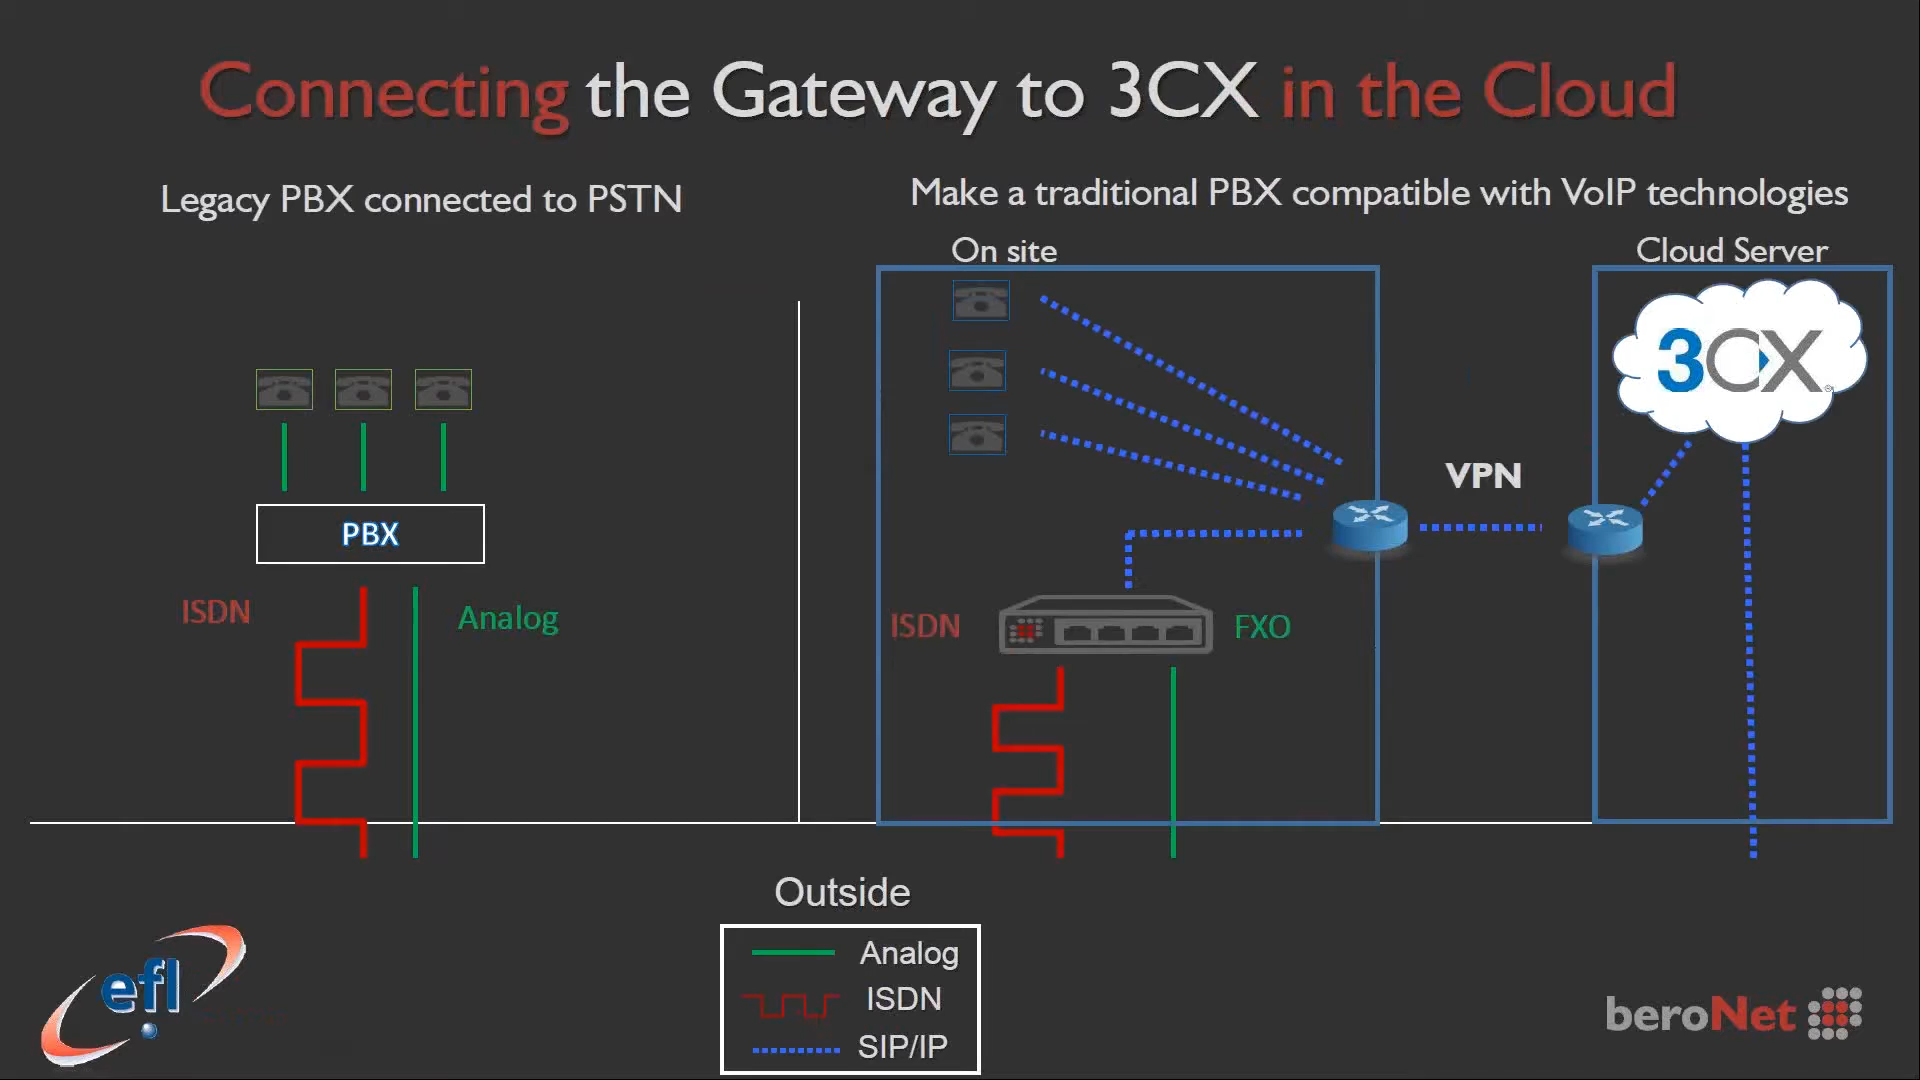 Connecting the Gateway to 3CX in the Cloud
Legacy PBX connected to PSTN
Make a traditional PBX compatible with VoIP technologies
On site
Cloud Server
3CX
VPN
PBX
ISDN
Analog
ISDN
FXO
Outside
Analog
ISDN
SIP/IP
efl
beroNet